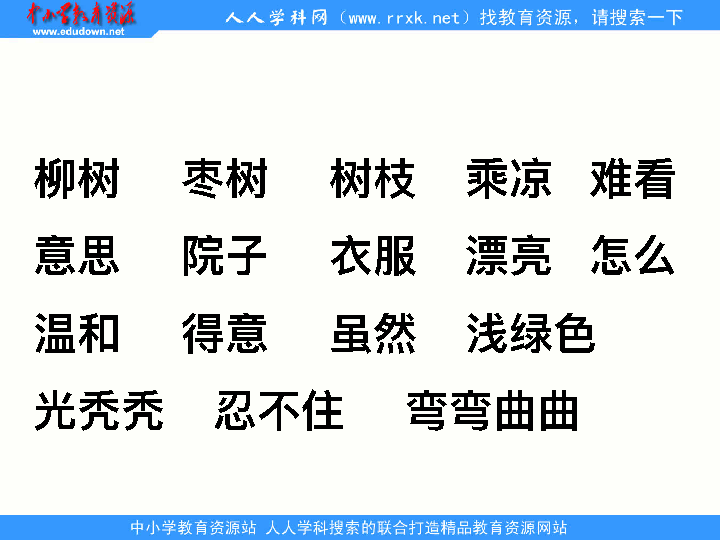 中小学教育资源
www.edudown.net
人人学科网（www.rrxk.net）找教育资源，请搜索一下
柳树 枣树 树枝 乘凉 难看
意思 院子 衣服 漂亮 怎么
温和 得意 虽然 浅绿色
光秃秃 忍不住 弯弯曲曲
中小学教育资源站 人人学科搜索的联合打造精品教育资源网站